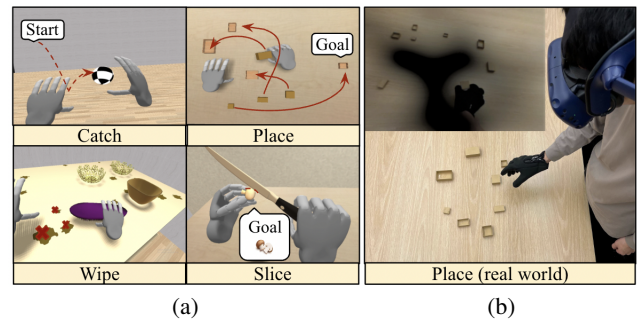 Start
Catch
Goal
Place
Wipe
Goal
Slice
Place (real world)
(a)
(b)